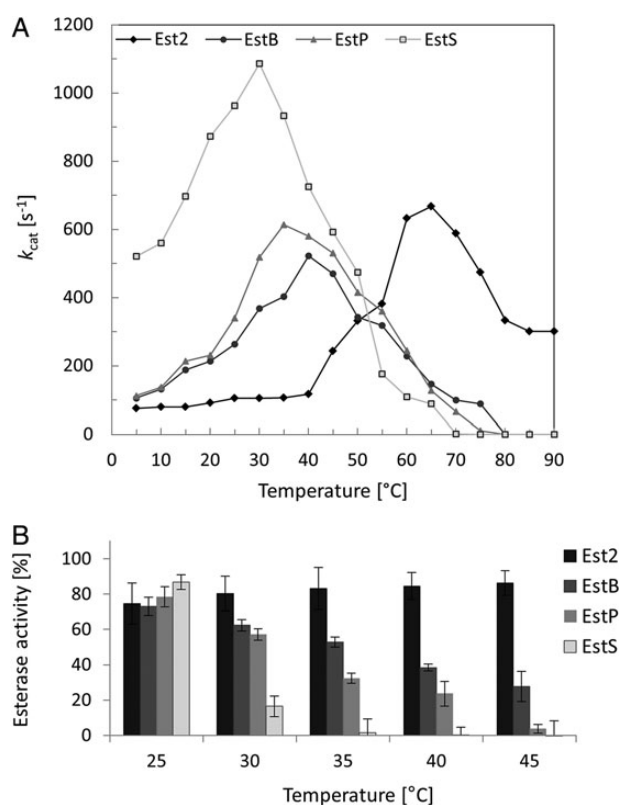 A
Est2 EstB EstP EstS
1200
1000
800
600
400
200
0
k_cat [s⁻¹]
0 10 20 30 40 50 60 70 80 90
Temperature [°C]
B
100
80
60
40
20
0
Esterase activity [%]
Est2
EstB
EstP
EstS
25 30 35 40 45
Temperature [°C]